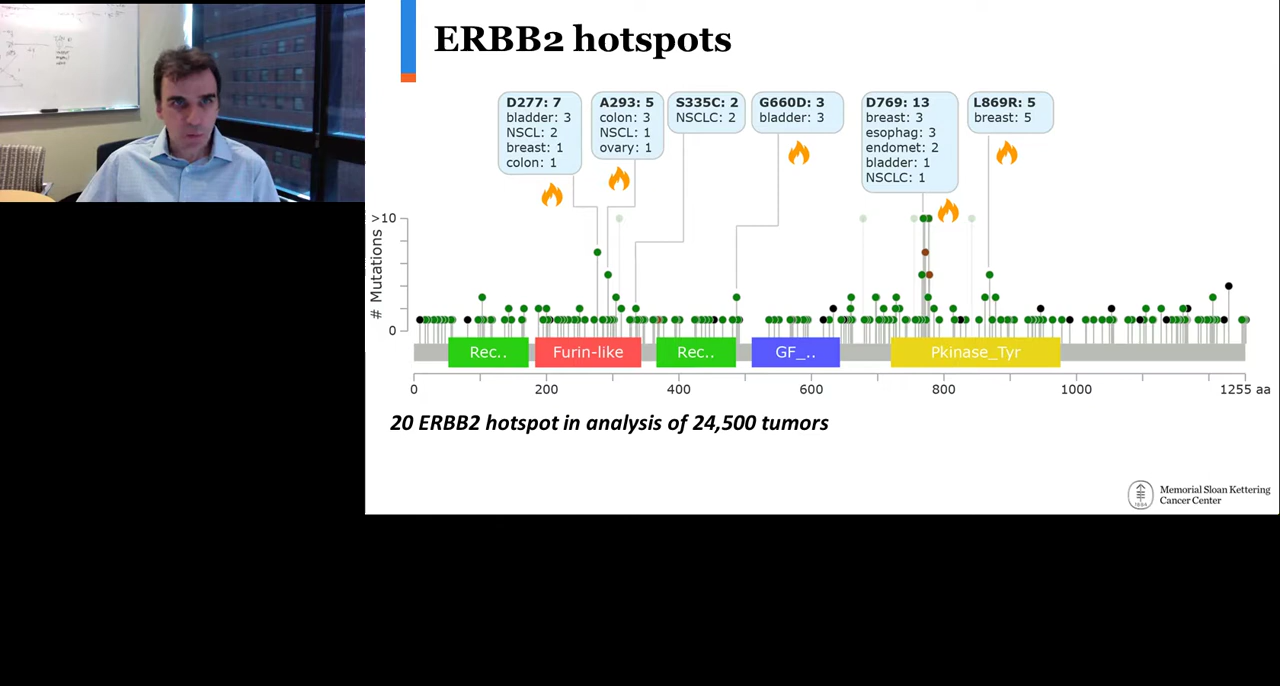 ERBB2 hotspots
D277: 7
bladder: 3
NSCL: 2
breast: 1
colon: 1
A293: 5
colon: 3
NSCL: 1
ovary: 1
S335C: 2
NSCLC: 2
G660D: 3
bladder: 3
D769: 13
breast: 3
esophag: 3
endomet: 2
bladder: 1
NSCLC: 1
L869R: 5
breast: 5
# Mutations
>10
0
Rec..
Furin-like
Rec..
GF_..
Pkinase_Tyr
0
200
400
600
800
1000
1255 aa
20 ERBB2 hotspot in analysis of 24,500 tumors
Memorial Sloan Kettering
Cancer Center